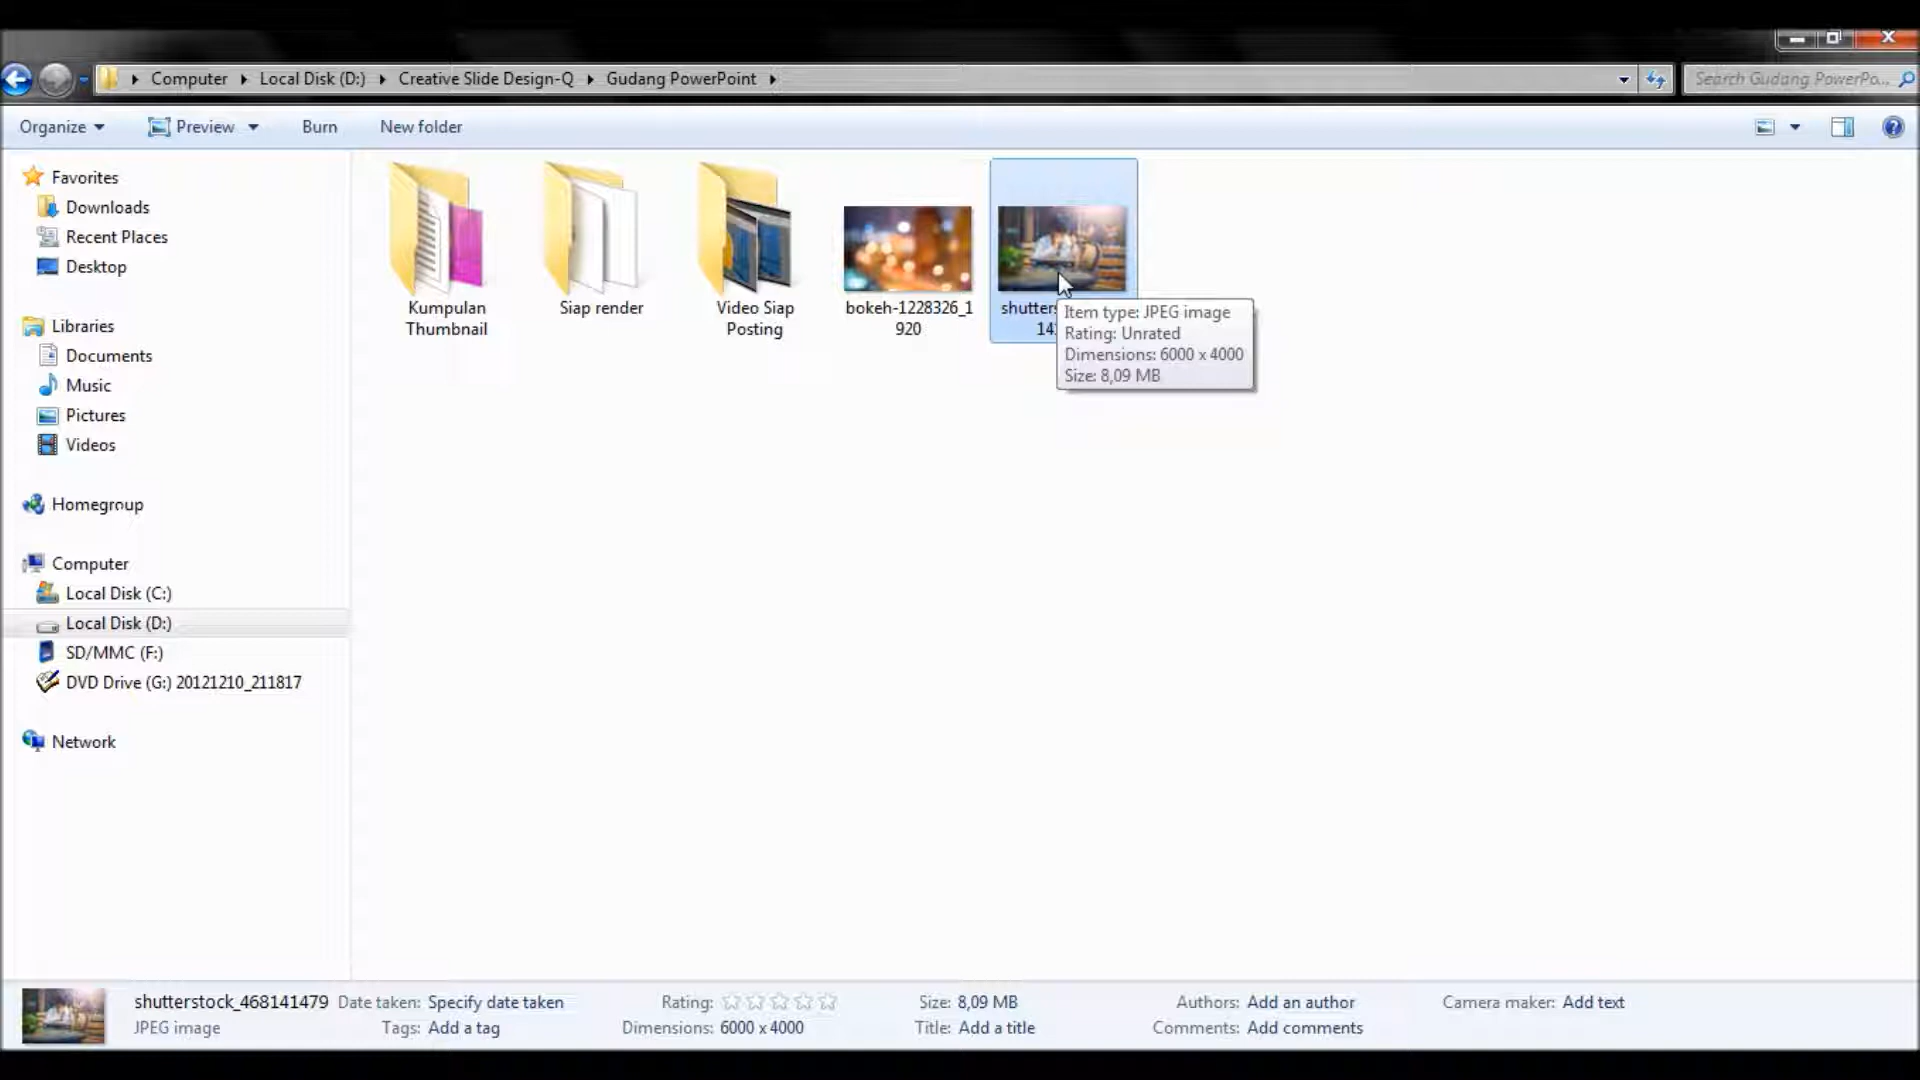 Computer Local Disk (D:) Creative Slide Design-Q Gudang PowerPoint
Search Gudang PowerPo...
Organize Preview Burn New folder
Favorites
Downloads
Recent Places
Desktop
Libraries
Documents
Music
Pictures
Videos
Homegroup
Computer
Local Disk (C:)
Local Disk (D:)
SD/MMC (F:)
DVD Drive (G:) 20121210_211817
Network
Kumpulan
Thumbnail
Siap render
Video Siap
Posting
bokeh-1228326_1
920
shutters
14
Item type: JPEG image
Rating: Unrated
Dimensions: 6000 x 4000
Size: 8,09 MB
shutterstock_468141479 Date taken: Specify date taken Rating: Size: 8,09 MB Authors: Add an author Camera maker: Add text
JPEG image Tags: Add a tag Dimensions: 6000 x 4000 Title: Add a title Comments: Add comments